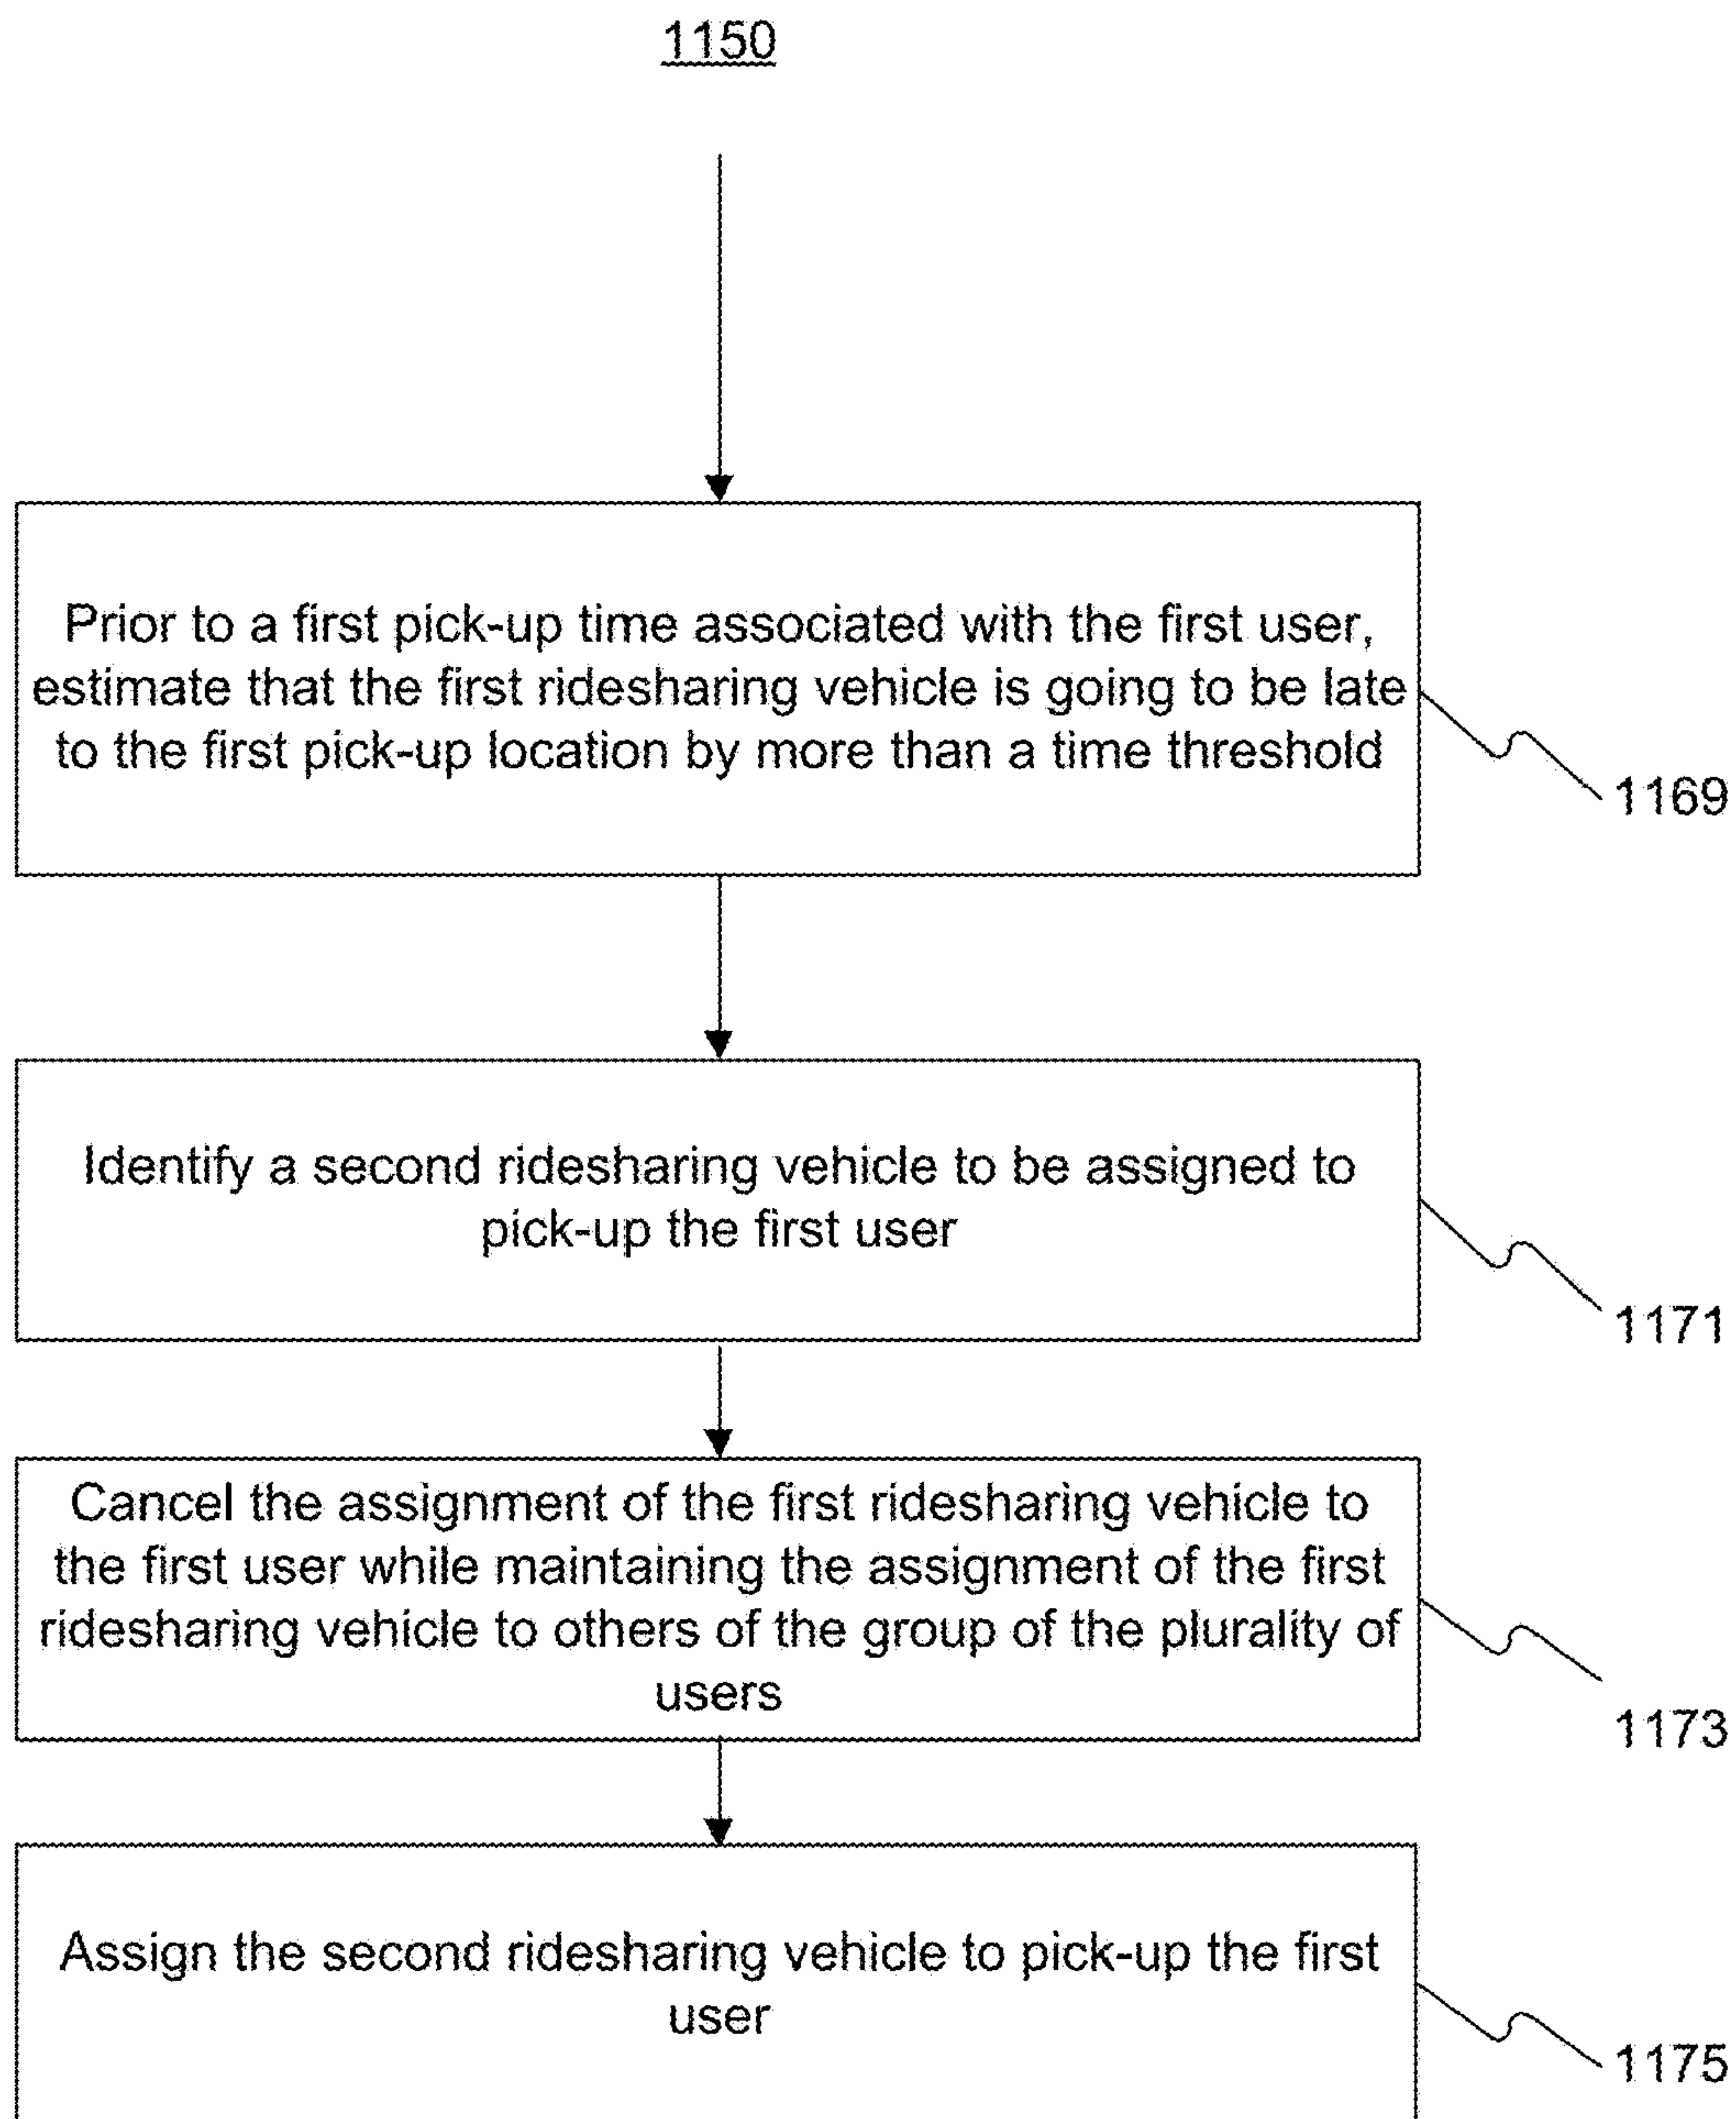 1150
Prior to a first pick-up time associated with the first user,
estimate that the first ridesharing vehicle is going to be late
to the first pick-up location by more than a time threshold
1169
Identify a second ridesharing vehicle to be assigned to
pick-up the first user
1171
Cancel the assignment of the first ridesharing vehicle to
the first user while maintaining the assignment of the first
ridesharing vehicle to others of the group of the plurality of
users
1173
Assign the second ridesharing vehicle to pick-up the first
user
1175